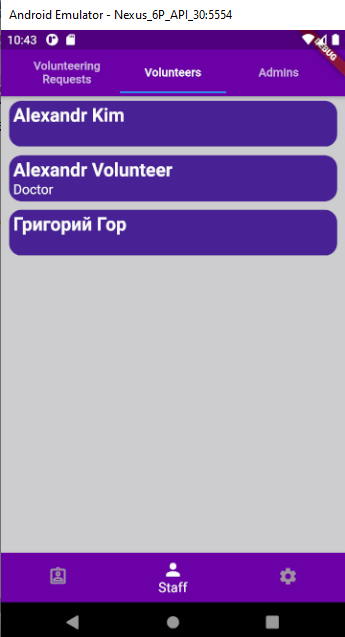 Android Emulator - Nexus_6P_API_30:5554
10:43
DEBUG
Volunteering
Requests
Volunteers
Admins
Alexandr Kim
Alexandr Volunteer
Doctor
Григорий Гор
Staff